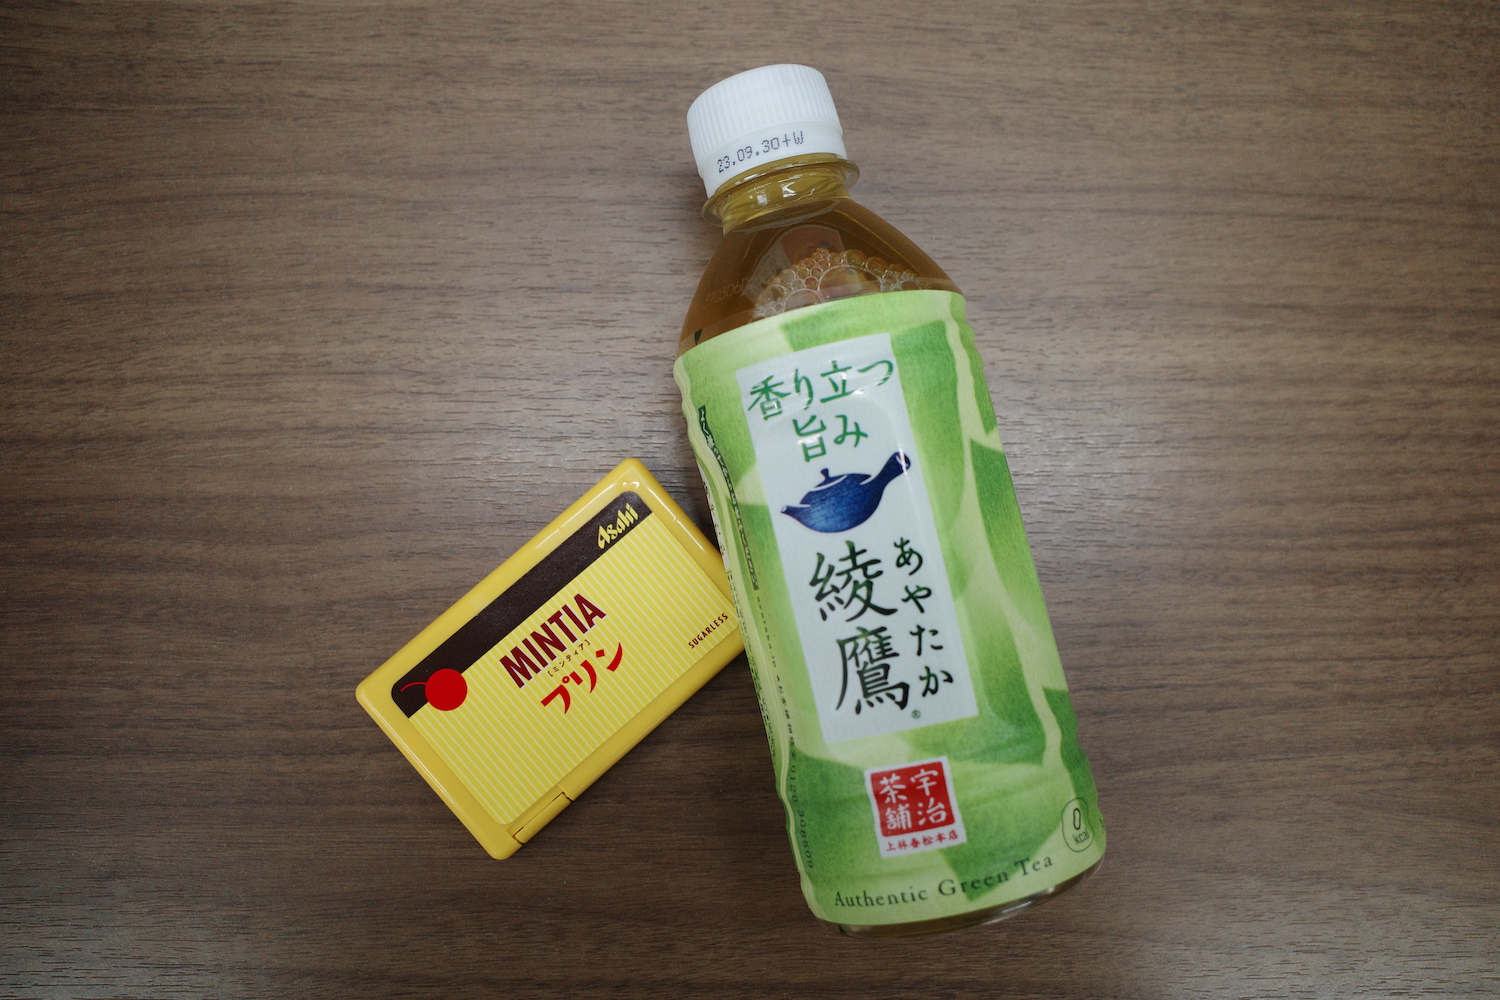 23.09.30+W
香り立つ
旨み
あやたか
綾鷹
®
宇治
茶舗
上林春松本店
Authentic Green Tea
0
kcal
Asahi
MINTIA
[ミンティア]
プリン
SUGARLESS